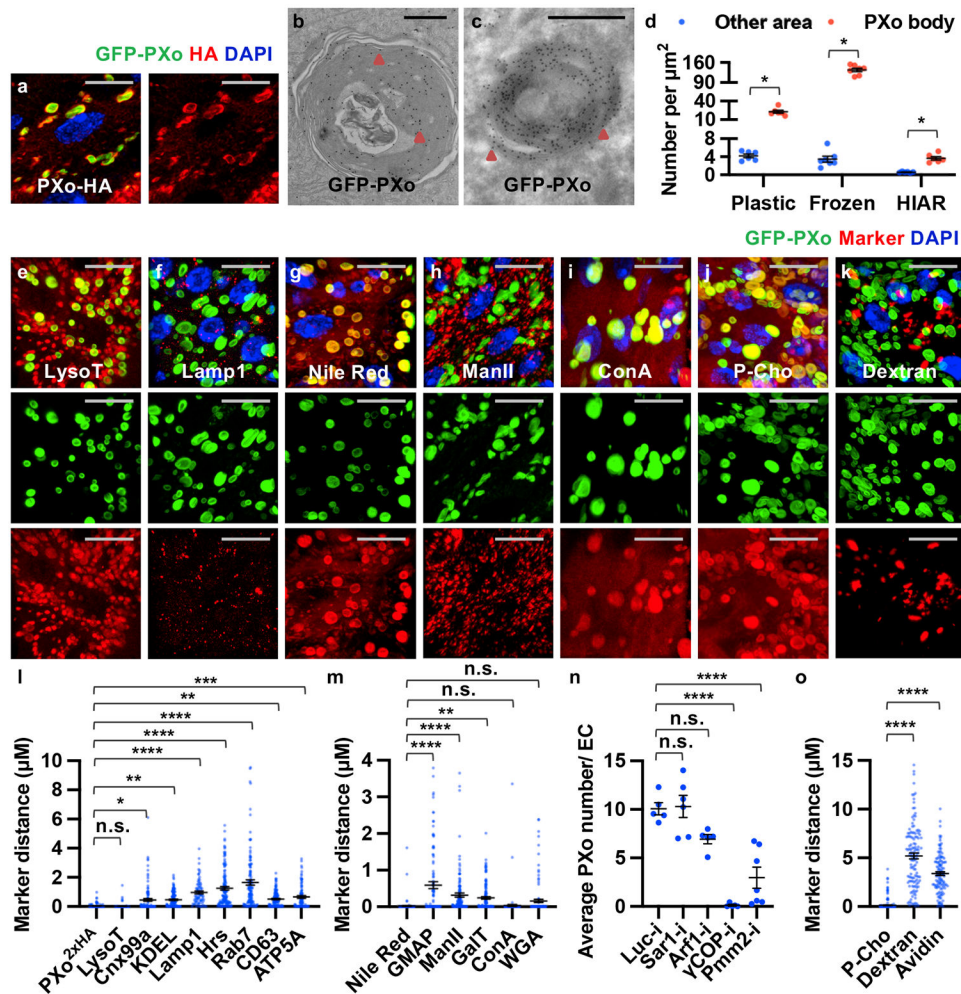 a
GFP-PXo HA DAPI
PXo-HA
b
GFP-PXo
c
GFP-PXo
d
Other area
PXo body
Number per µm²
160
90
40
10
8
4
0
*
*
*
Plastic
Frozen
HIAR
GFP-PXo Marker DAPI
e
LysoT
f
Lamp1
g
Nile Red
h
ManII
i
ConA
j
P-Cho
k
Dextran
l
***
**
****
****
****
**
*
n.s.
Marker distance (µM)
10
8
6
4
2
0
PXo2xHA
LysoT
Cnx99a
KDEL
Lamp1
Hrs
Rab7
CD63
ATP5A
m
n.s.
n.s.
**
****
****
Marker distance (µM)
4
3
2
1
0
Nile Red
GMAP
ManII
GalT
ConA
WGA
n
****
****
n.s.
n.s.
Average PXo number/ EC
15
10
5
0
Luc-i
Sar1-i
Arf1-i
γCOP-i
Pmm2-i
o
****
****
Marker distance (µM)
15
10
5
0
P-Cho
Dextran
Avidin